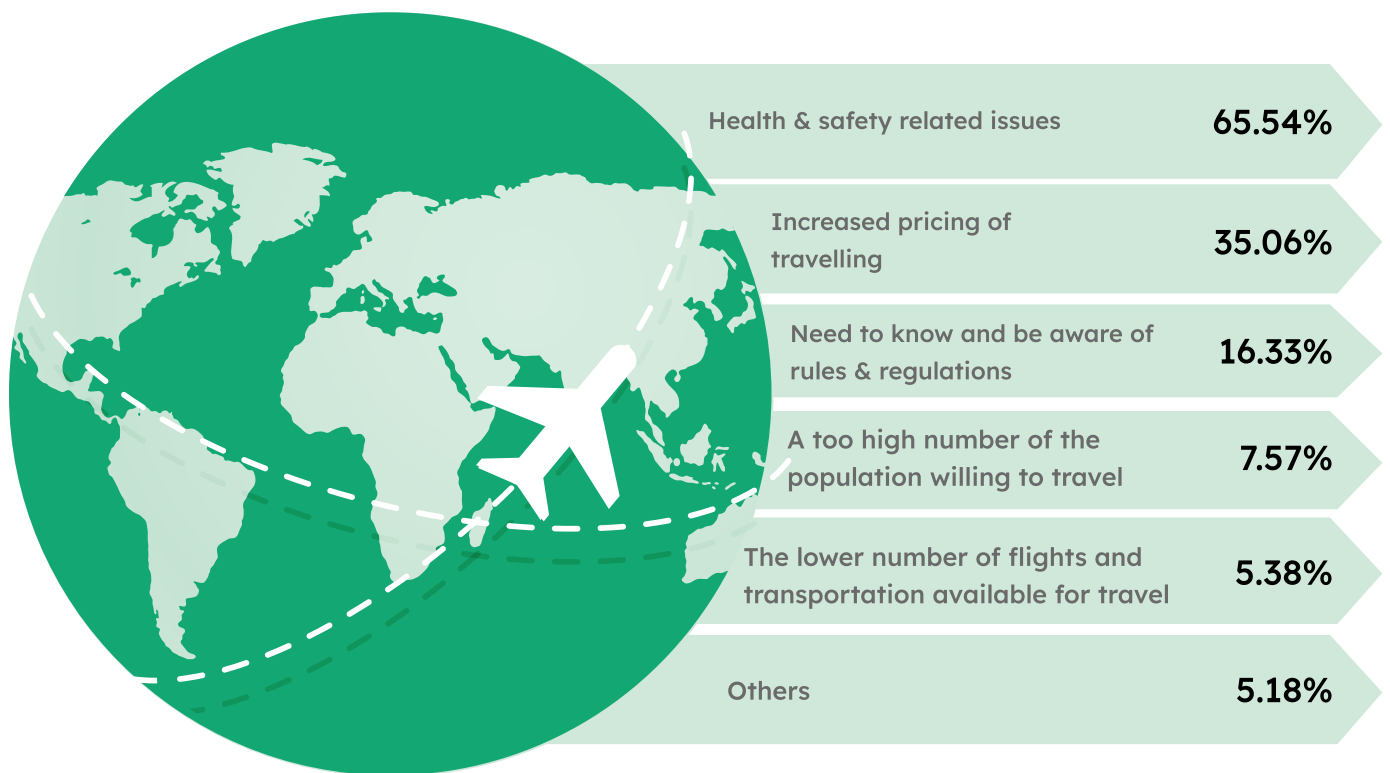 Health & safety related issues 65.54%
Increased pricing of
travelling
35.06%
Need to know and be aware of
rules & regulations
16.33%
A too high number of the
population willing to travel
7.57%
The lower number of flights and
transportation available for travel
5.38%
Others 5.18%